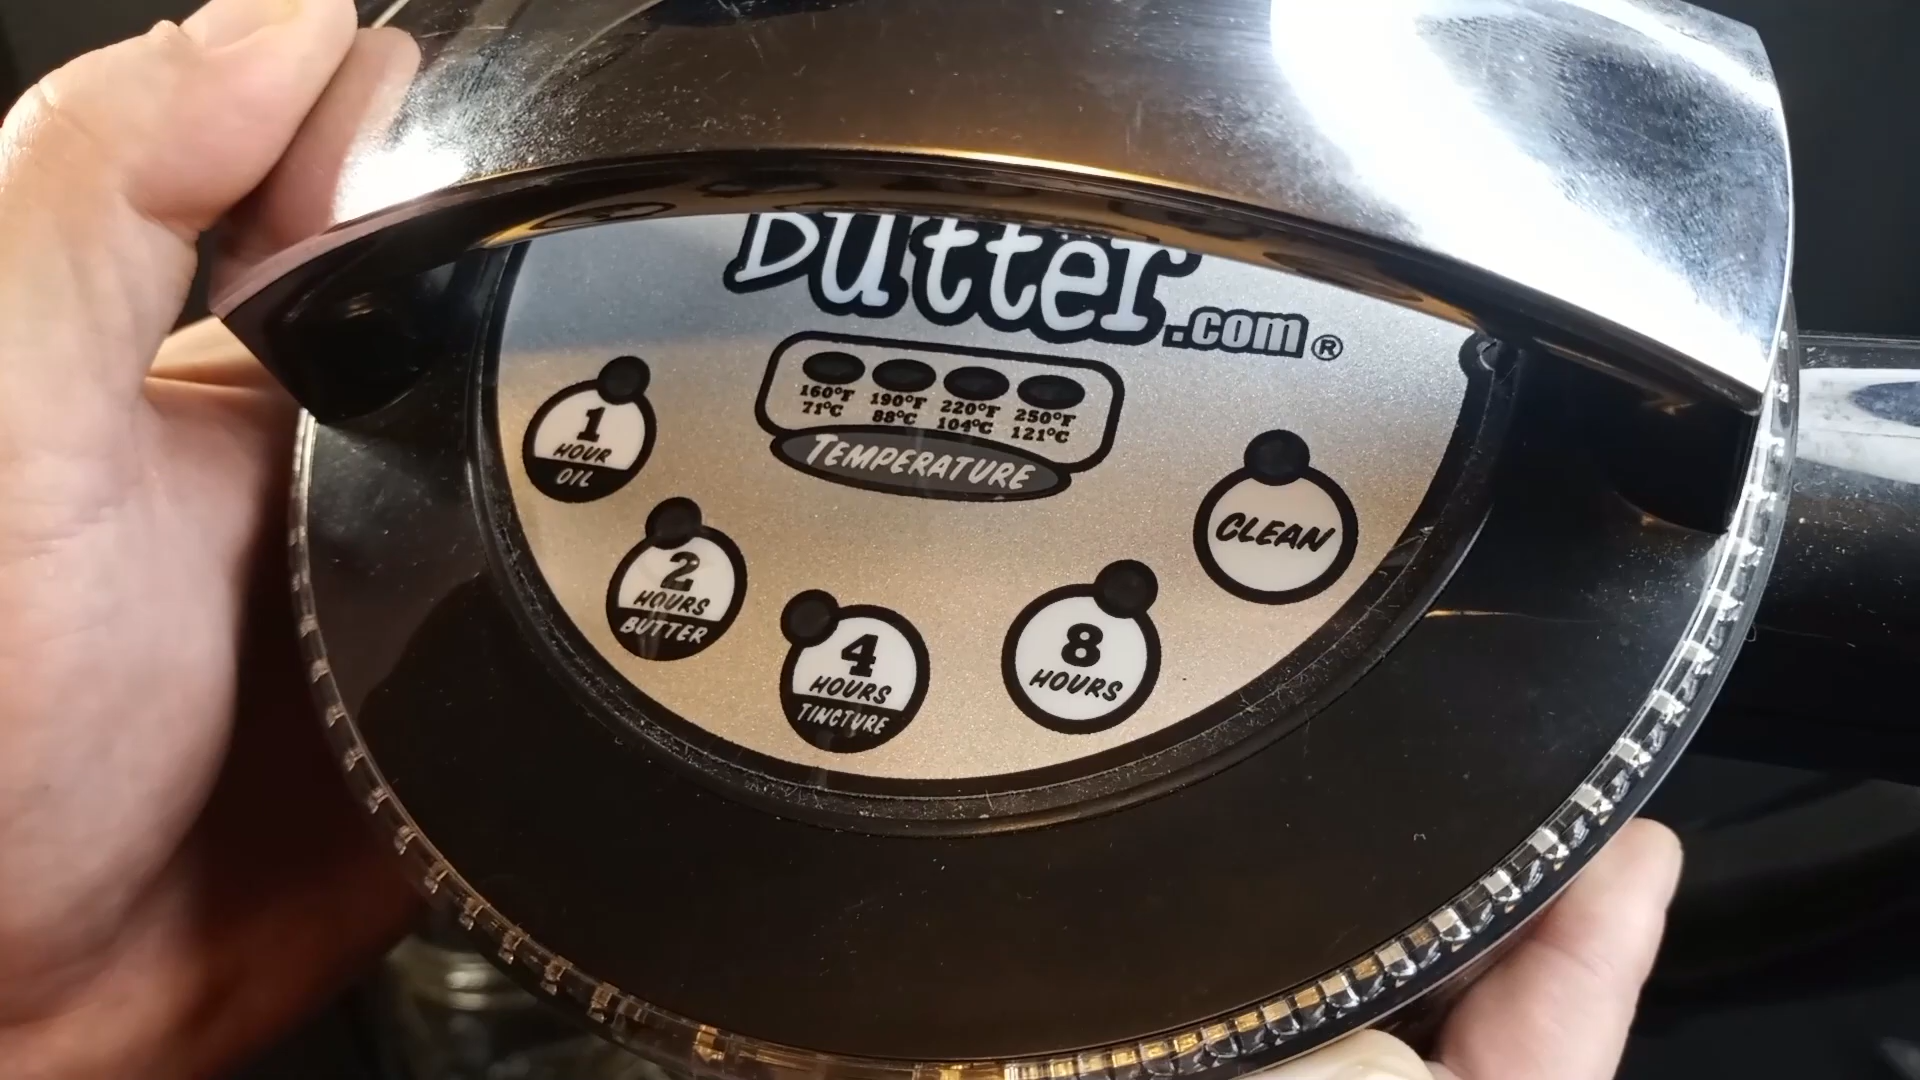 Butter.com®
160°F 190°F 220°F 250°F
71°C 88°C 104°C 121°C
TEMPERATURE
1
HOUR
OIL
2
HOURS
BUTTER
4
HOURS
TINCTURE
8
HOURS
CLEAN